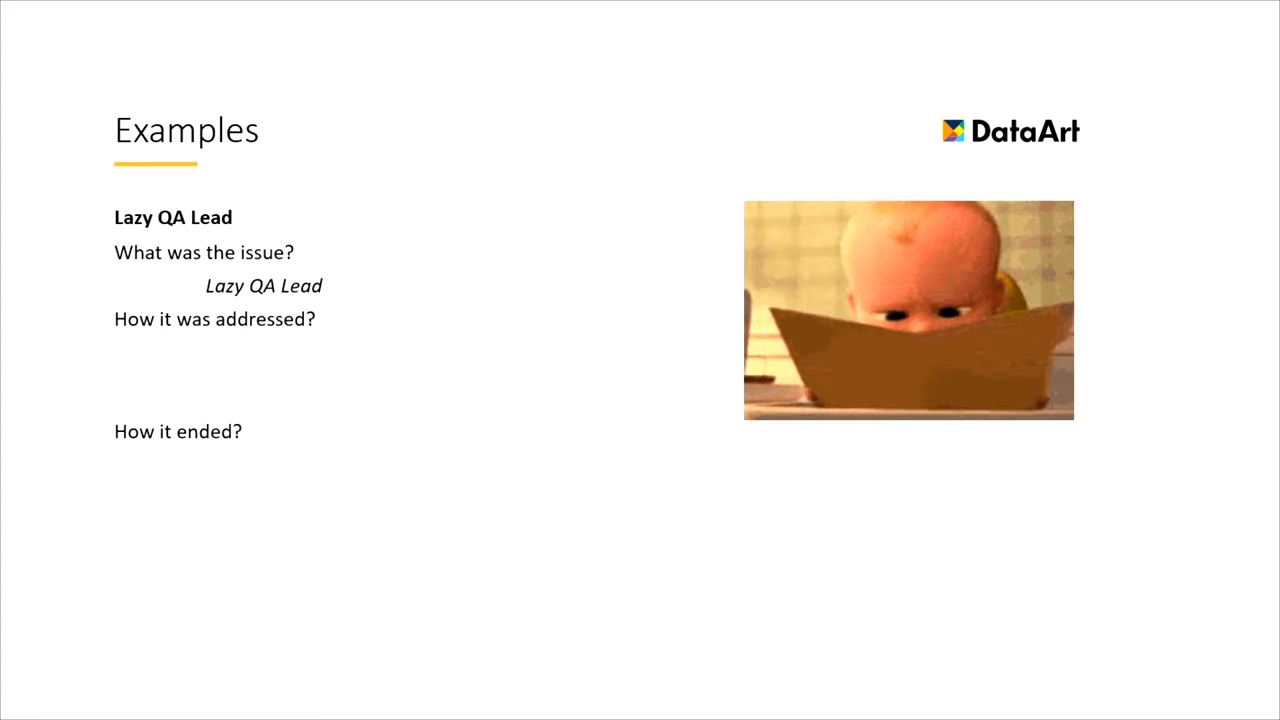 Examples
DataArt
Lazy QA Lead
What was the issue?
Lazy QA Lead
How it was addressed?
How it ended?